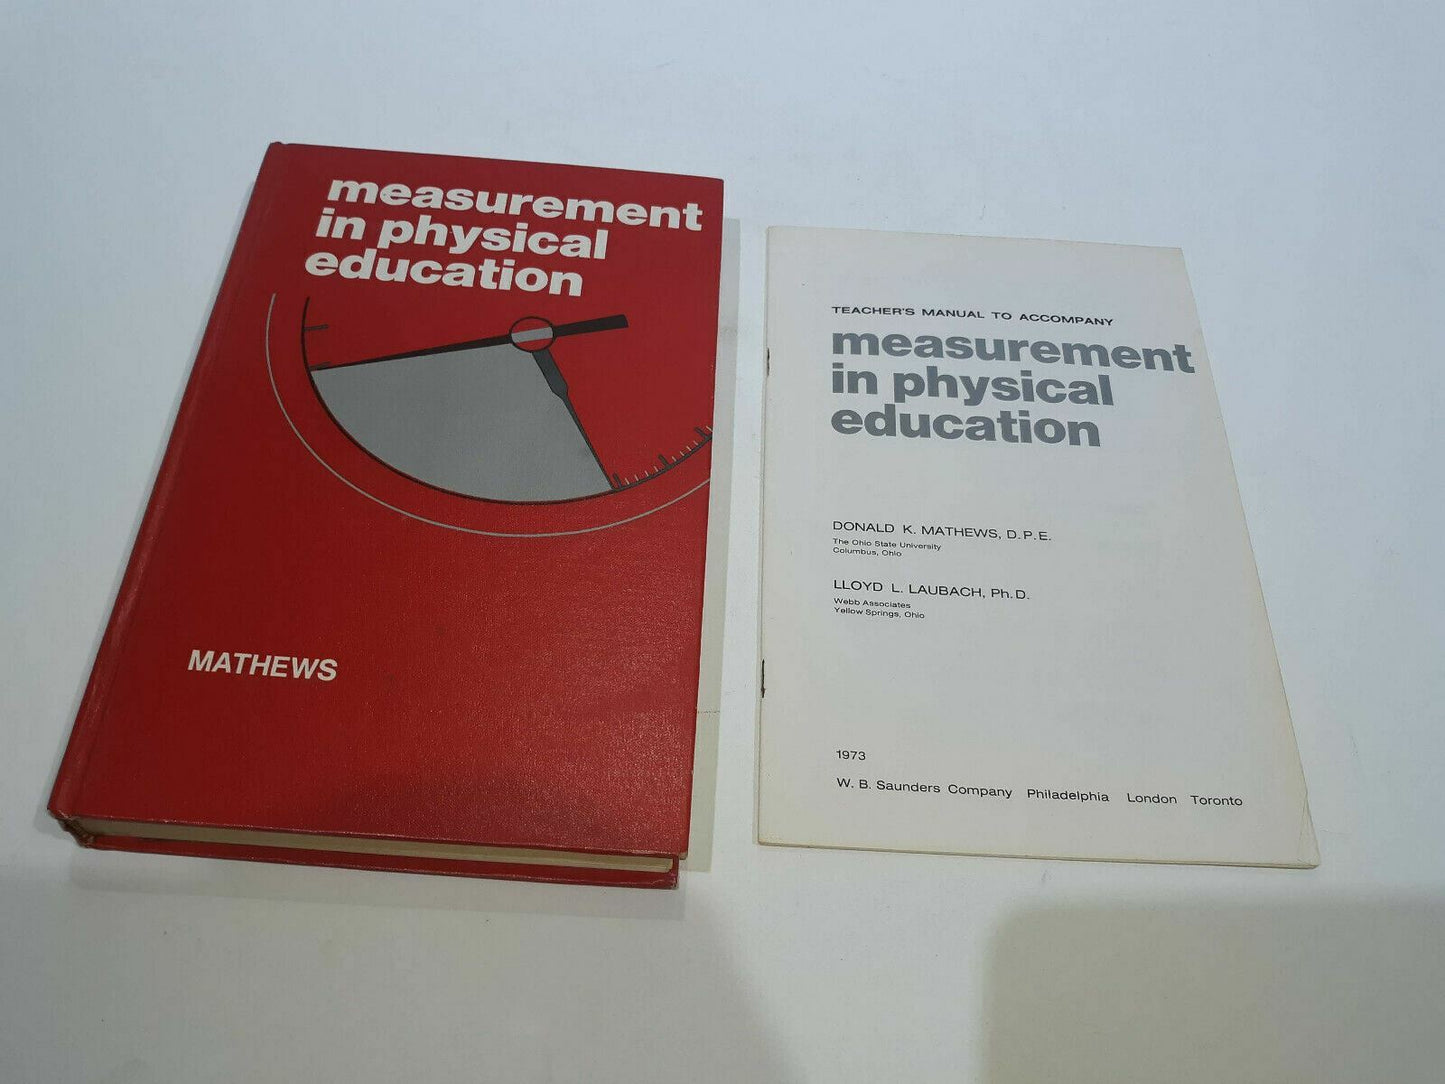 measurement
in physical
education
MATHEWS
TEACHER'S MANUAL TO ACCOMPANY
measurement
in physical
education
DONALD K. MATHEWS, D.P.E.
The Ohio State University
Columbus, Ohio
LLOYD L. LAUBACH, Ph.D.
Webb Associates
Yellow Springs, Ohio
1973
W. B. Saunders Company Philadelphia London Toronto